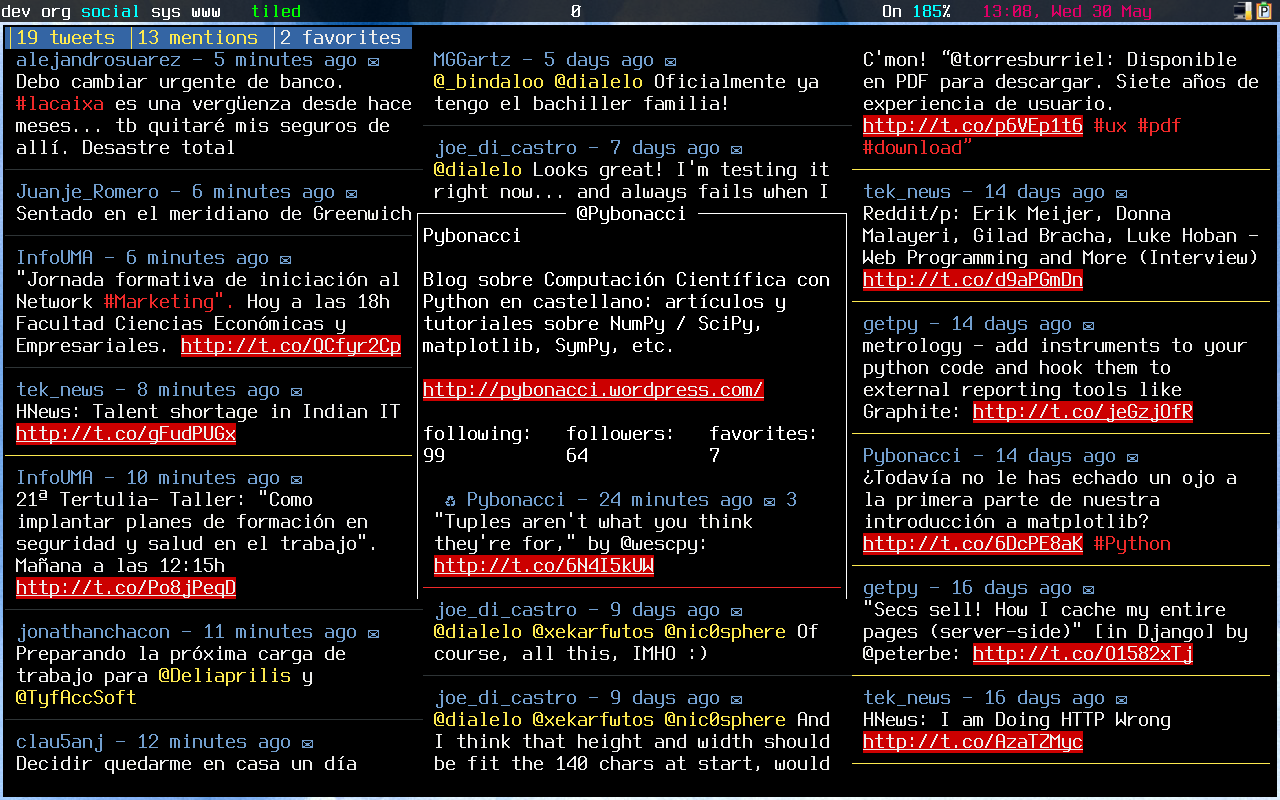 dev org social sys www tiled 0 On 185% 13:08, Wed 30 May
|19 tweets |13 mentions |2 favorites
alejandrosuarez - 5 minutes ago ✉
Debo cambiar urgente de banco.
#lacaixa es una vergüenza desde hace
meses... tb quitaré mis seguros de
allí. Desastre total
Juanje_Romero - 6 minutes ago ✉
Sentado en el meridiano de Greenwich
InfoUMA - 6 minutes ago ✉
"Jornada formativa de iniciación al
Network #Marketing". Hoy a las 18h
Facultad Ciencias Económicas y
Empresariales. http://t.co/QCfyr2Cp
tek_news - 8 minutes ago ✉
HNews: Talent shortage in Indian IT
http://t.co/gFudPUGx
InfoUMA - 10 minutes ago ✉
21ª Tertulia- Taller: "Como
implantar planes de formación en
seguridad y salud en el trabajo".
Mañana a las 12:15h
http://t.co/Po8jPeqD
jonathanchacon - 11 minutes ago ✉
Preparando la próxima carga de
trabajo para @Deliaprilis y
@TyfAccSoft
clau5anj - 12 minutes ago ✉
Decidir quedarme en casa un día
MGGartz - 5 days ago ✉
@_bindaloo @dialelo Oficialmente ya
tengo el bachiller familia!
joe_di_castro - 7 days ago ✉
@dialelo Looks great! I'm testing it
right now... and always fails when I
@Pybonacci
Pybonacci
Blog sobre Computación Científica con
Python en castellano: artículos y
tutoriales sobre NumPy / SciPy,
matplotlib, SymPy, etc.
http://pybonacci.wordpress.com/
following: followers: favorites:
99 64 7
♻ Pybonacci - 24 minutes ago ✉ 3
"Tuples aren't what you think
they're for," by @wescpy:
http://t.co/6N4I5kUW
joe_di_castro - 9 days ago ✉
@dialelo @xekarfwtos @nic0sphere Of
course, all this, IMHO :)
joe_di_castro - 9 days ago ✉
@dialelo @xekarfwtos @nic0sphere And
I think that height and width should
be fit the 140 chars at start, would
C'mon! “@torresburriel: Disponible
en PDF para descargar. Siete años de
experiencia de usuario.
http://t.co/p6VEp1t6 #ux #pdf
#download”
tek_news - 14 days ago ✉
Reddit/p: Erik Meijer, Donna
Malayeri, Gilad Bracha, Luke Hoban -
Web Programming and More (Interview)
http://t.co/d9aPGmDn
getpy - 14 days ago ✉
metrology - add instruments to your
python code and hook them to
external reporting tools like
Graphite: http://t.co/jeGzjOfR
Pybonacci - 14 days ago ✉
¿Todavía no le has echado un ojo a
la primera parte de nuestra
introducción a matplotlib?
http://t.co/6DcPE8aK #Python
getpy - 16 days ago ✉
"Secs sell! How I cache my entire
pages (server-side)" [in Django] by
@peterbe: http://t.co/O1582xTj
tek_news - 16 days ago ✉
HNews: I am Doing HTTP Wrong
http://t.co/AzaTZMyc